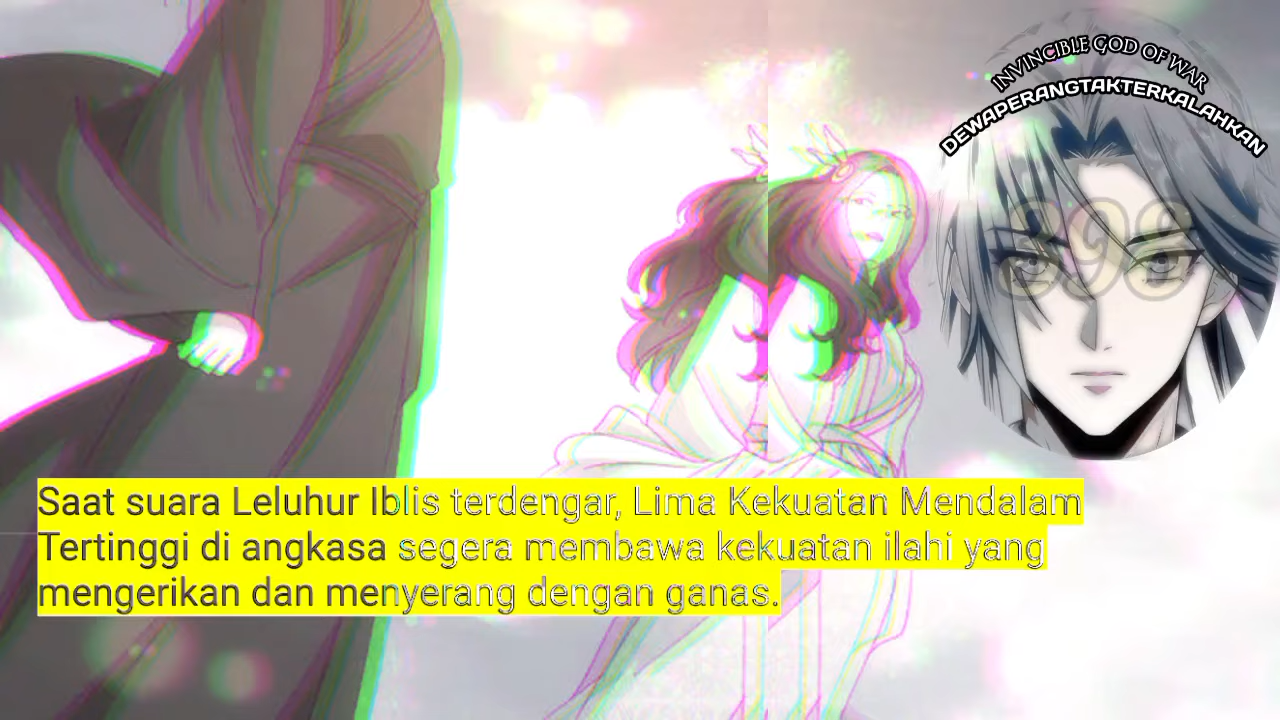 INVINCIBLE GOD OF WAR
DEWAPERANGTAKTERKALAHKAN
898
Saat suara Leluhur Iblis terdengar, Lima Kekuatan Mendalam
Tertinggi di angkasa segera membawa kekuatan ilahi yang
mengerikan dan menyerang dengan ganas.